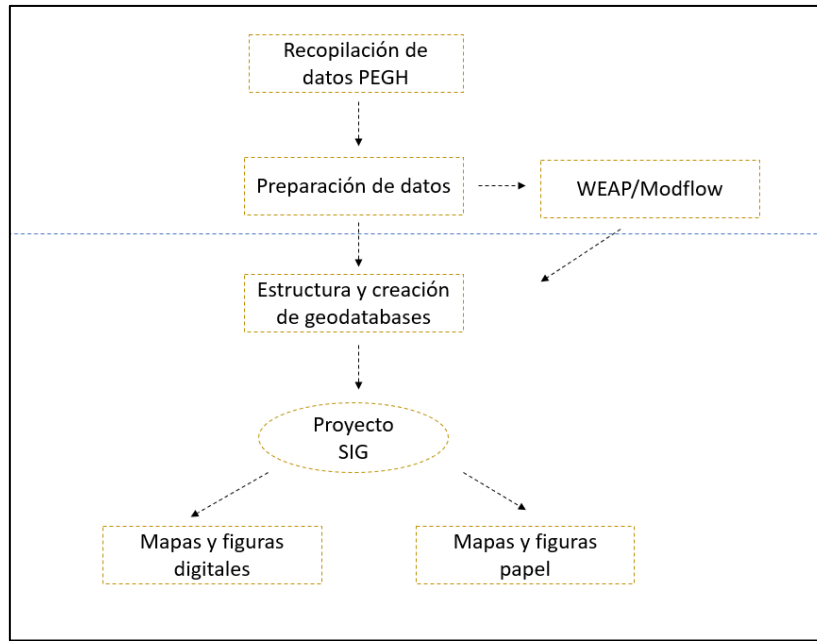 Recopilación de
datos PEGH
Preparación de datos
WEAP/Modflow
Estructura y creación
de geodatabases
Proyecto
SIG
Mapas y figuras
digitales
Mapas y figuras
papel